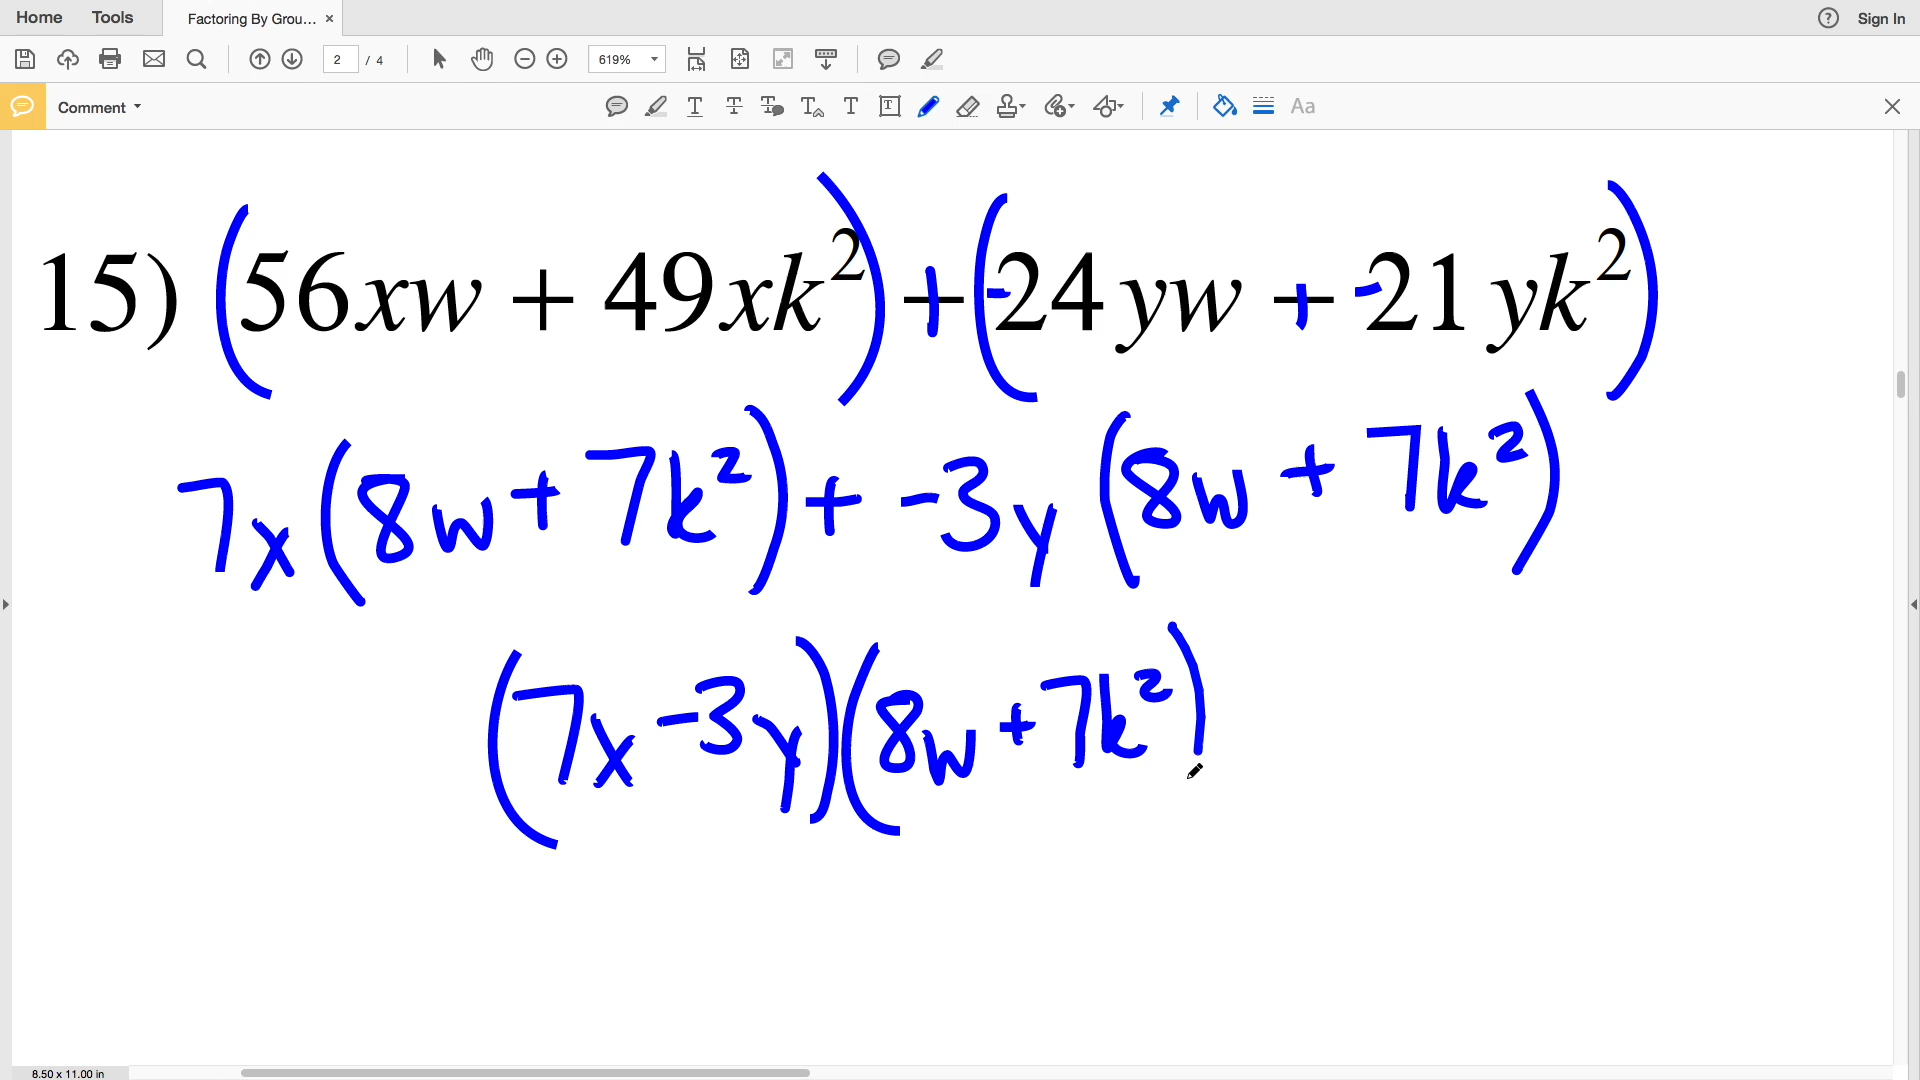 Home Tools Factoring By Grou... × ? Sign In
2 / 4 619%
Comment T T T T T T Aa
15) (56xw + 49xk²) + (-24yw + -21yk²)
7x(8w + 7k²) + -3y(8w + 7k²)
(7x -3y)(8w + 7k²)
8.50 x 11.00 in